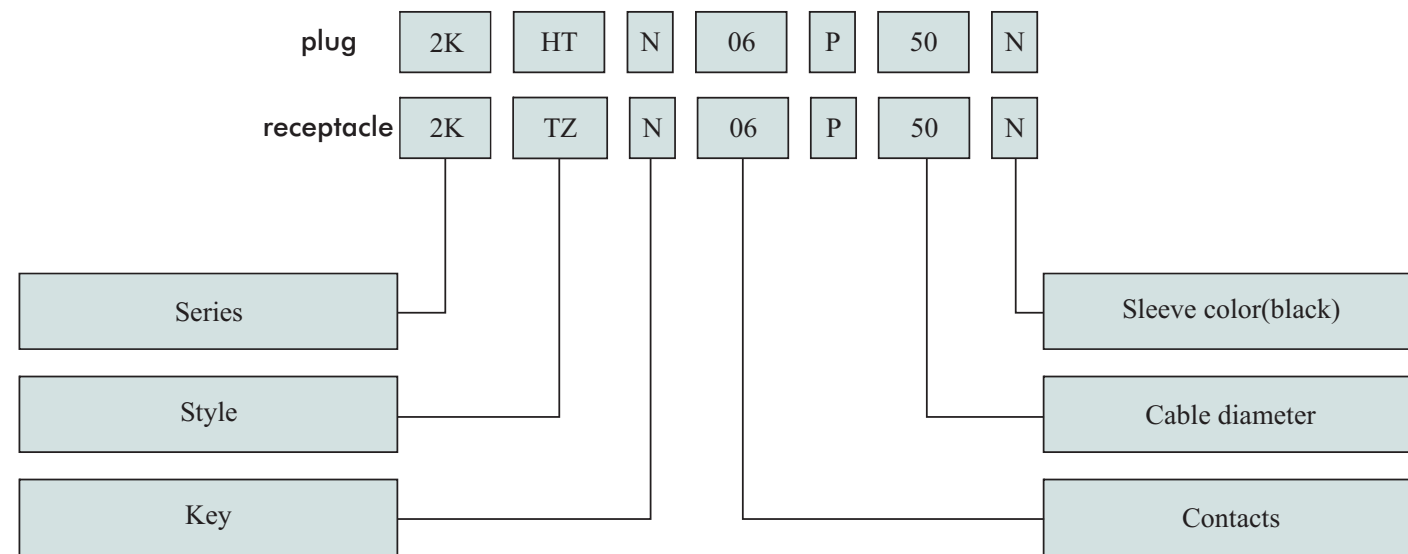 plug 2K HT N 06 P 50 N
receptacle 2K TZ N 06 P 50 N
Series
Sleeve color(black)
Style
Cable diameter
Key
Contacts